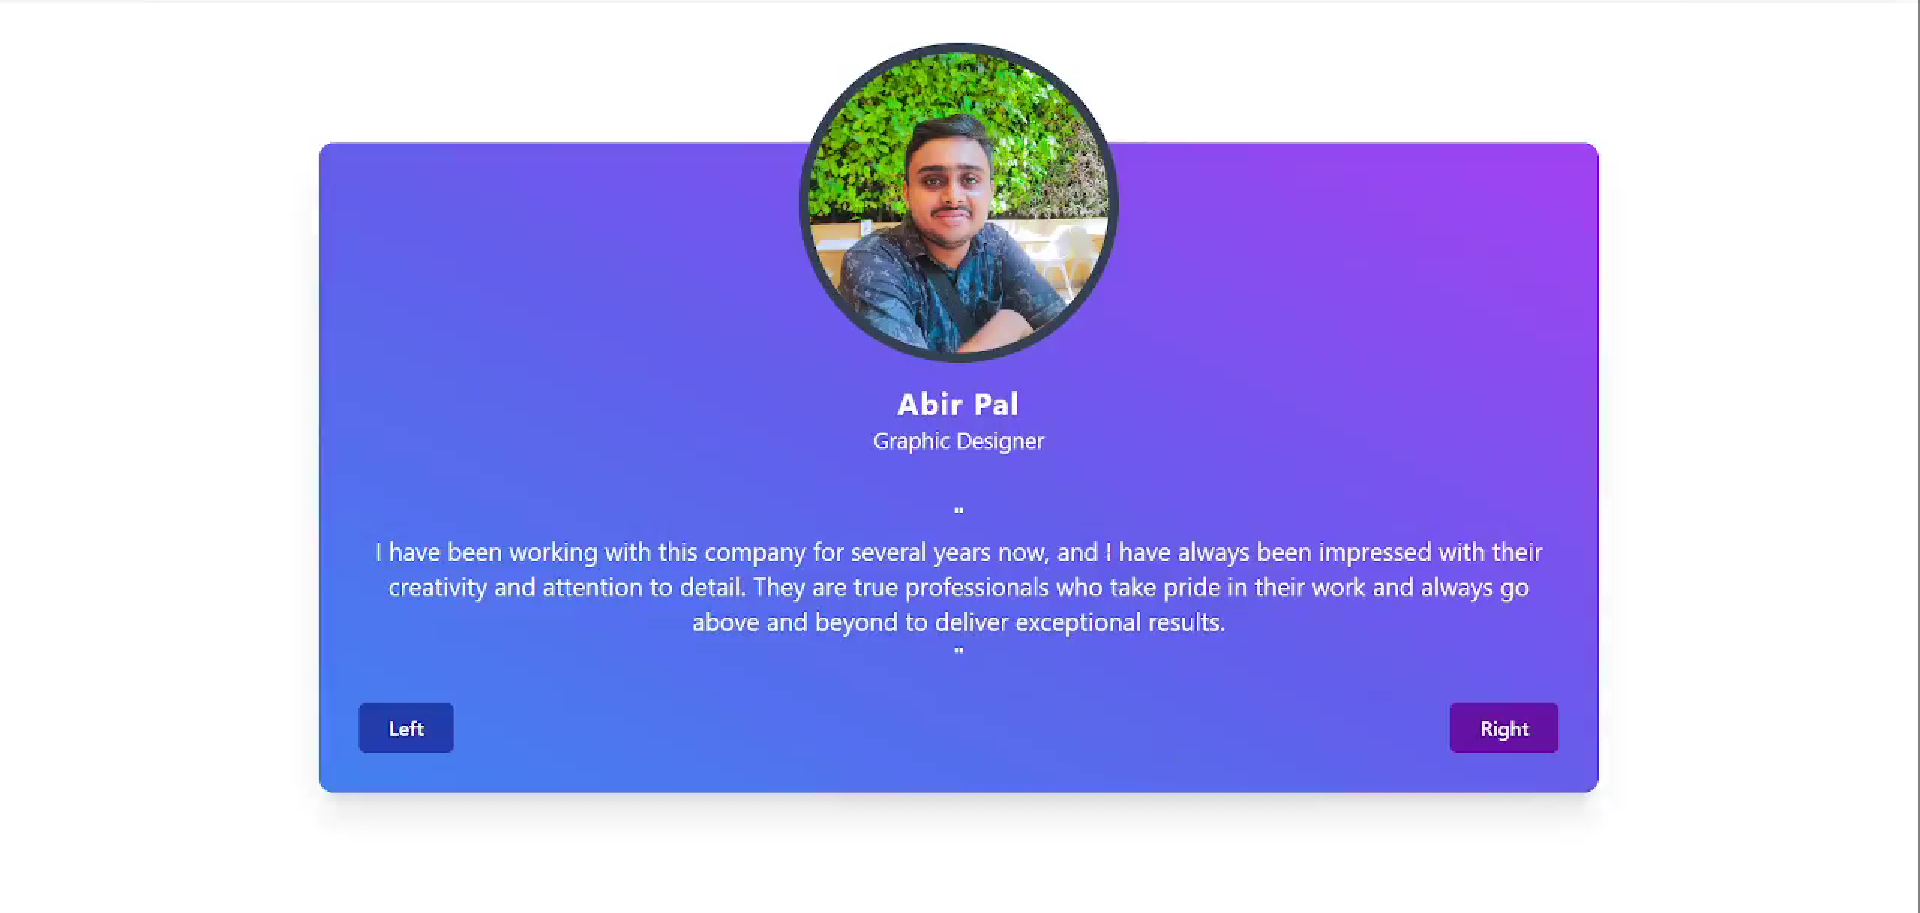 Abir Pal
Graphic Designer
"
I have been working with this company for several years now, and I have always been impressed with their
creativity and attention to detail. They are true professionals who take pride in their work and always go
above and beyond to deliver exceptional results.
"
Left
Right